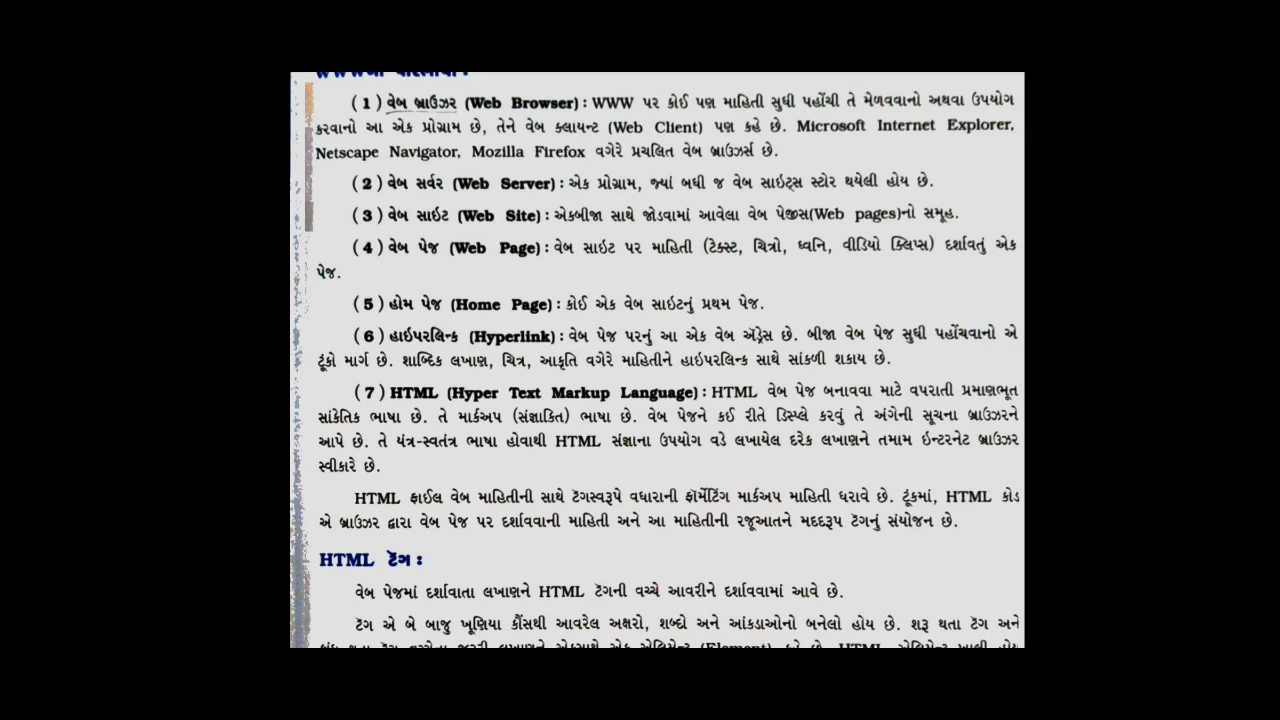 (1) વેબ બ્રાઉઝર (Web Browser) : WWW પર કોઈ પણ માહિતી સુધી પહોંચી તે મેળવવાનો અથવા ઉપયોગ
કરવાનો આ એક પ્રોગ્રામ છે, તેને વેબ ક્લાયન્ટ (Web Client) પણ કહે છે. Microsoft Internet Explorer,
Netscape Navigator, Mozilla Firefox વગેરે પ્રચલિત વેબ બ્રાઉઝર્સ છે.
(2) વેબ સર્વર (Web Server) : એક પ્રોગ્રામ, જ્યાં બધી જ વેબ સાઇટ્સ સ્ટોર થયેલી હોય છે.
(3) વેબ સાઇટ (Web Site) : એકબીજા સાથે જોડવામાં આવેલા વેબ પેજીસ(Web pages)નો સમૂહ.
(4) વેબ પેજ (Web Page) : વેબ સાઇટ પર માહિતી (ટેક્સ્ટ, ચિત્રો, ધ્વનિ, વીડિયો ક્લિપ્સ) દર્શાવતું એક
પેજ.
(5) હોમ પેજ (Home Page) : કોઈ એક વેબ સાઇટનું પ્રથમ પેજ.
(6) હાઇપરલિન્ક (Hyperlink) : વેબ પેજ પરનું આ એક વેબ ઍડ્રેસ છે. બીજા વેબ પેજ સુધી પહોંચવાનો એ
ટૂંકો માર્ગ છે. શાબ્દિક લખાણ, ચિત્ર, આકૃતિ વગેરે માહિતીને હાઇપરલિન્ક સાથે સાંકળી શકાય છે.
(7) HTML (Hyper Text Markup Language) : HTML વેબ પેજ બનાવવા માટે વપરાતી પ્રમાણભૂત
સાંકેતિક ભાષા છે. તે માર્કઅપ (સંજ્ઞાંકિત) ભાષા છે. વેબ પેજને કઈ રીતે ડિસ્પ્લે કરવું તે અંગેની સૂચના બ્રાઉઝરને
આપે છે. તે યંત્ર-સ્વતંત્ર ભાષા હોવાથી HTML સંજ્ઞાના ઉપયોગ વડે લખાયેલ દરેક લખાણને તમામ ઇન્ટરનેટ બ્રાઉઝર
સ્વીકારે છે.
HTML ફાઈલ વેબ માહિતીની સાથે ટૅગસ્વરૂપે વધારાની ફૉર્મેટિંગ માર્કઅપ માહિતી ધરાવે છે. ટૂંકમાં, HTML કોડ
એ બ્રાઉઝર દ્વારા વેબ પેજ પર દર્શાવવાની માહિતી અને આ માહિતીની રજૂઆતને મદદરૂપ ટૅગનું સંયોજન છે.
HTML ટૅગ :
વેબ પેજમાં દર્શાવાતા લખાણને HTML ટૅગની વચ્ચે આવરીને દર્શાવવામાં આવે છે.
ટૅગ એ બે બાજુ ખૂણિયા કૌંસથી આવરેલ અક્ષરો, શબ્દો અને આંકડાઓનો બનેલો હોય છે. શરૂ થતા ટૅગ અને